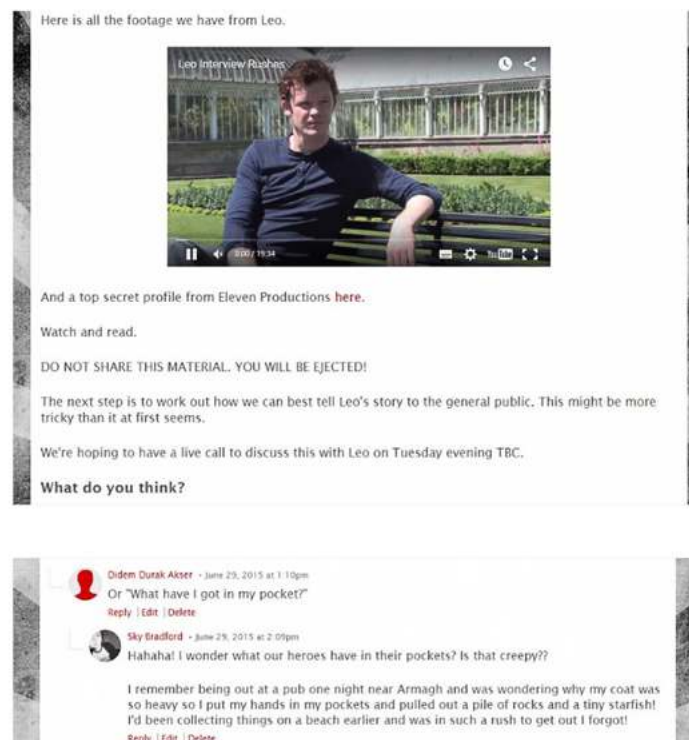 Here is all the footage we have from Leo.
Leo Interview Rushes
0:00 / 19:34
YouTube
And a top secret profile from Eleven Productions here.
Watch and read.
DO NOT SHARE THIS MATERIAL. YOU WILL BE EJECTED!
The next step is to work out how we can best tell Leo's story to the general public. This might be more
tricky than it at first seems.
We're hoping to have a live call to discuss this with Leo on Tuesday evening TBC.
What do you think?
Didem Durak Akser • June 29, 2015 at 1:10pm
Or "What have I got in my pocket?"
Reply | Edit | Delete
Sky Bradford • June 29, 2015 at 2:09pm
Hahaha! I wonder what our heroes have in their pockets? Is that creepy??
I remember being out at a pub one night near Armagh and was wondering why my coat was
so heavy so I put my hands in my pockets and pulled out a pile of rocks and a tiny starfish!
I'd been collecting things on a beach earlier and was in such a rush to get out I forgot!
Reply | Edit | Delete